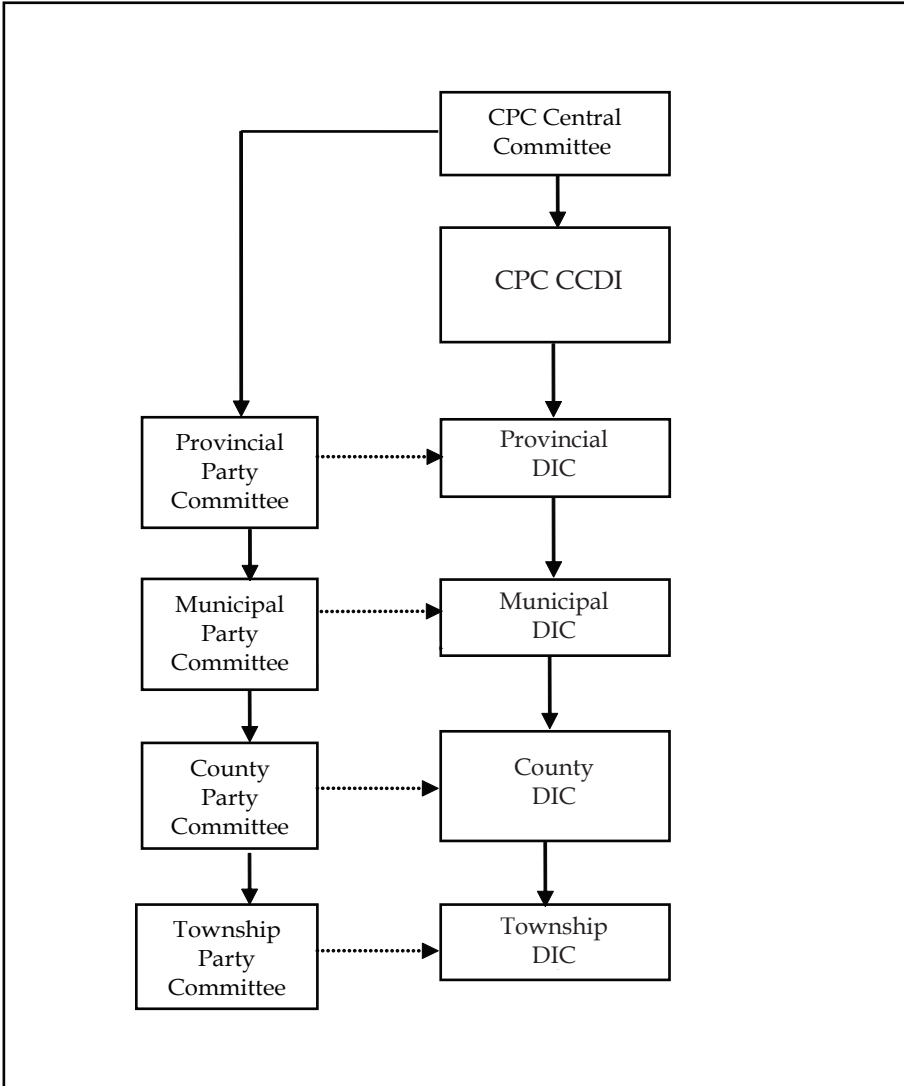 CPC Central
Committee
CPC CCDI
Provincial
Party
Committee
Provincial
DIC
Municipal
Party
Committee
Municipal
DIC
County
Party
Committee
County
DIC
Township
Party
Committee
Township
DIC